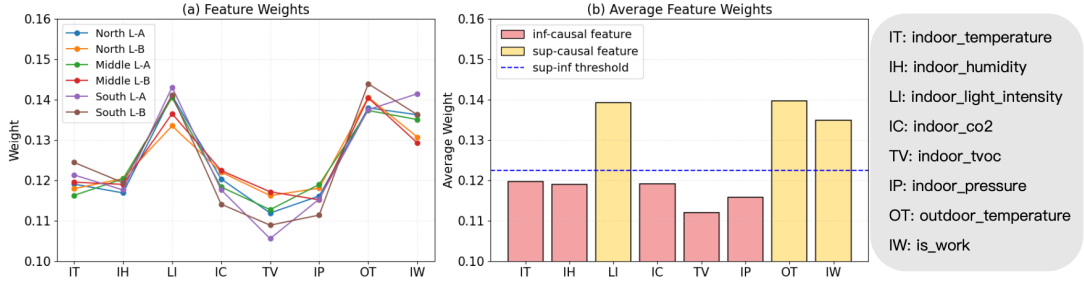 (a) Feature Weights
Weight
0.16
0.15
0.14
0.13
0.12
0.11
0.10
North L-A
North L-B
Middle L-A
Middle L-B
South L-A
South L-B
IT IH LI IC TV IP OT IW
(b) Average Feature Weights
Average Weight
0.16
0.15
0.14
0.13
0.12
0.11
0.10
inf-causal feature
sup-causal feature
sup-inf threshold
IT IH LI IC TV IP OT IW
IT: indoor_temperature
IH: indoor_humidity
LI: indoor_light_intensity
IC: indoor_co2
TV: indoor_tvoc
IP: indoor_pressure
OT: outdoor_temperature
IW: is_work